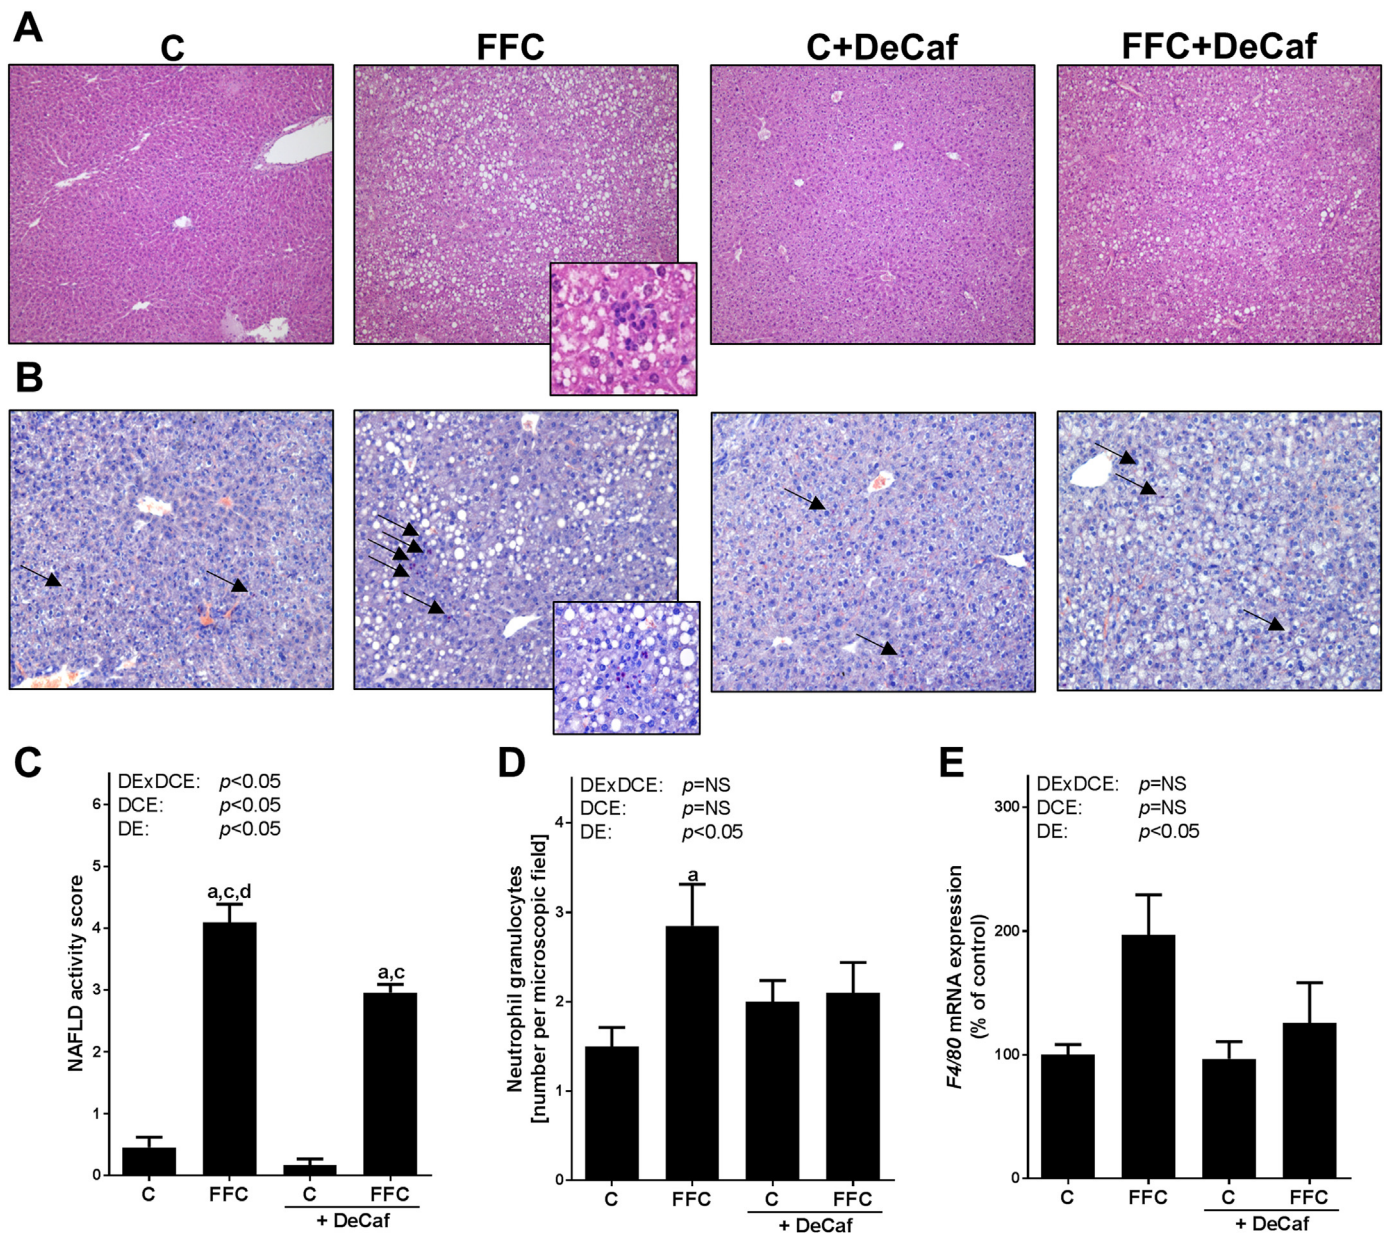 A
C
FFC
C+DeCaf
FFC+DeCaf
B
C
DExDCE: p<0.05
DCE: p<0.05
DE: p<0.05
NAFLD activity score
6
5
4
3
2
1
0
a,c,d
a,c
C
FFC
C
FFC
+ DeCaf
D
DExDCE: p=NS
DCE: p=NS
DE: p<0.05
Neutrophil granulocytes
[number per microscopic field]
4
3
2
1
0
a
C
FFC
C
FFC
+ DeCaf
E
DExDCE: p=NS
DCE: p=NS
DE: p<0.05
F4/80 mRNA expression
(% of control)
300
200
100
0
C
FFC
C
FFC
+ DeCaf